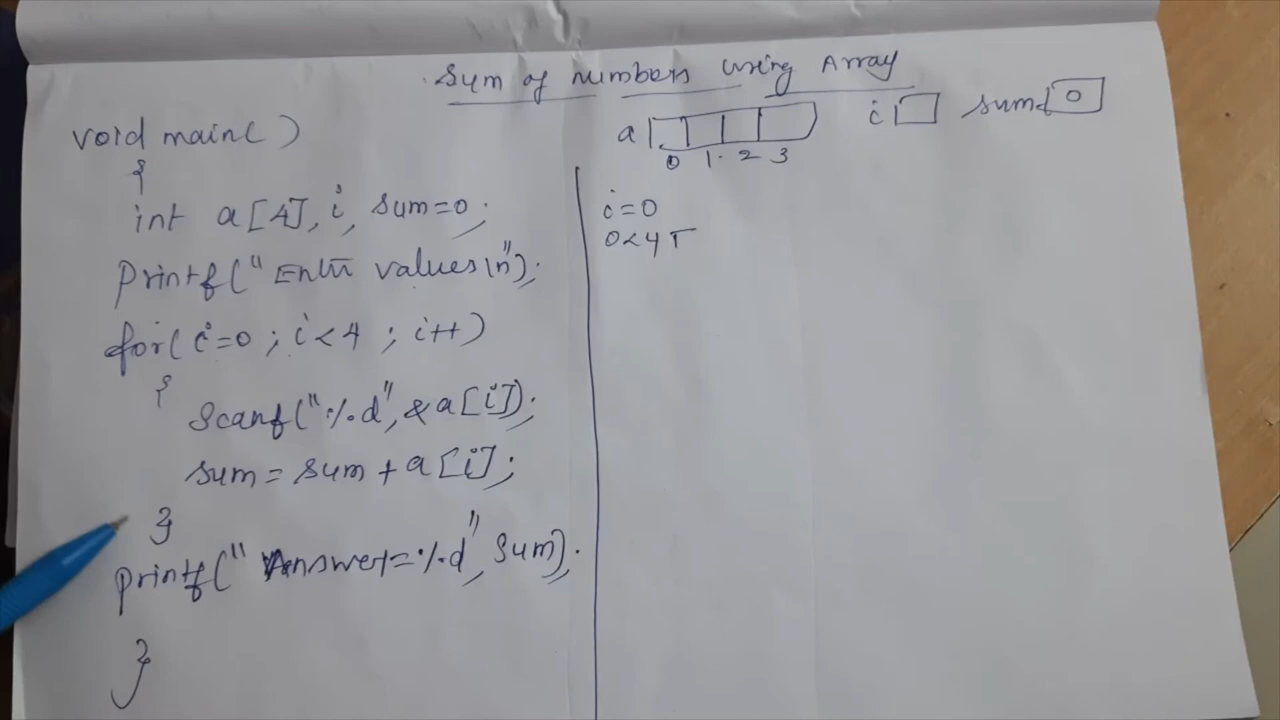 Sum of numbers using Array
void main( )
{
int a[4], i, sum=0;
printf("Enter values\n");
for( i=0 ; i<4 ; i++)
{
scanf("%d", &a[i]);
sum = sum + a[i];
}
printf("Answer=%d", sum);
}
a
0 1 2 3
i
sum 0
i=0
0<4 T